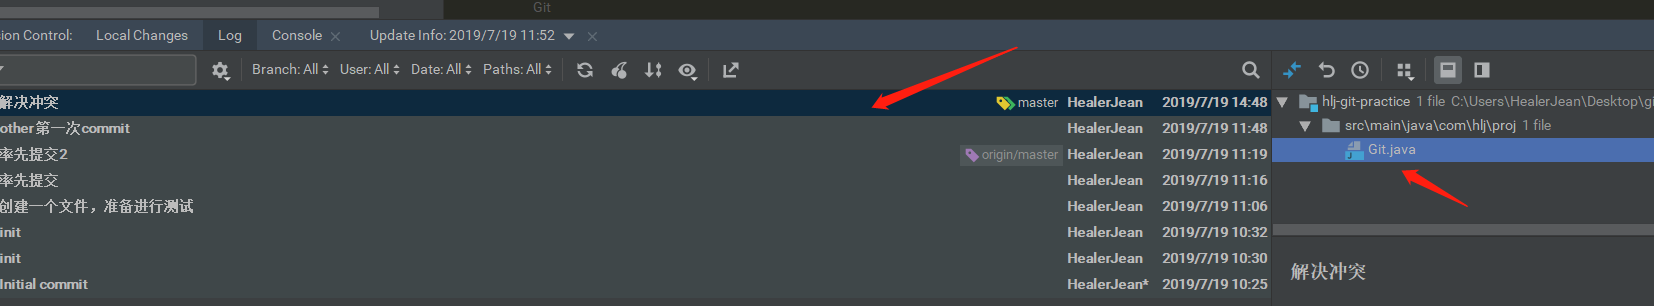 Git
sion Control: Local Changes Log Console Update Info: 2019/7/19 11:52
Branch: All User: All Date: All Paths: All
解决冲突 master HealerJean 2019/7/19 14:48
other第一次commit HealerJean 2019/7/19 11:48
率先提交2 origin/master HealerJean 2019/7/19 11:19
率先提交 HealerJean 2019/7/19 11:16
创建一个文件，准备进行测试 HealerJean 2019/7/19 11:06
init HealerJean 2019/7/19 10:32
init HealerJean 2019/7/19 10:30
Initial commit HealerJean* 2019/7/19 10:25
hlj-git-practice 1 file C:\Users\HealerJean\Desktop\gi
src\main\java\com\hlj\proj 1 file
Git.java
解决冲突